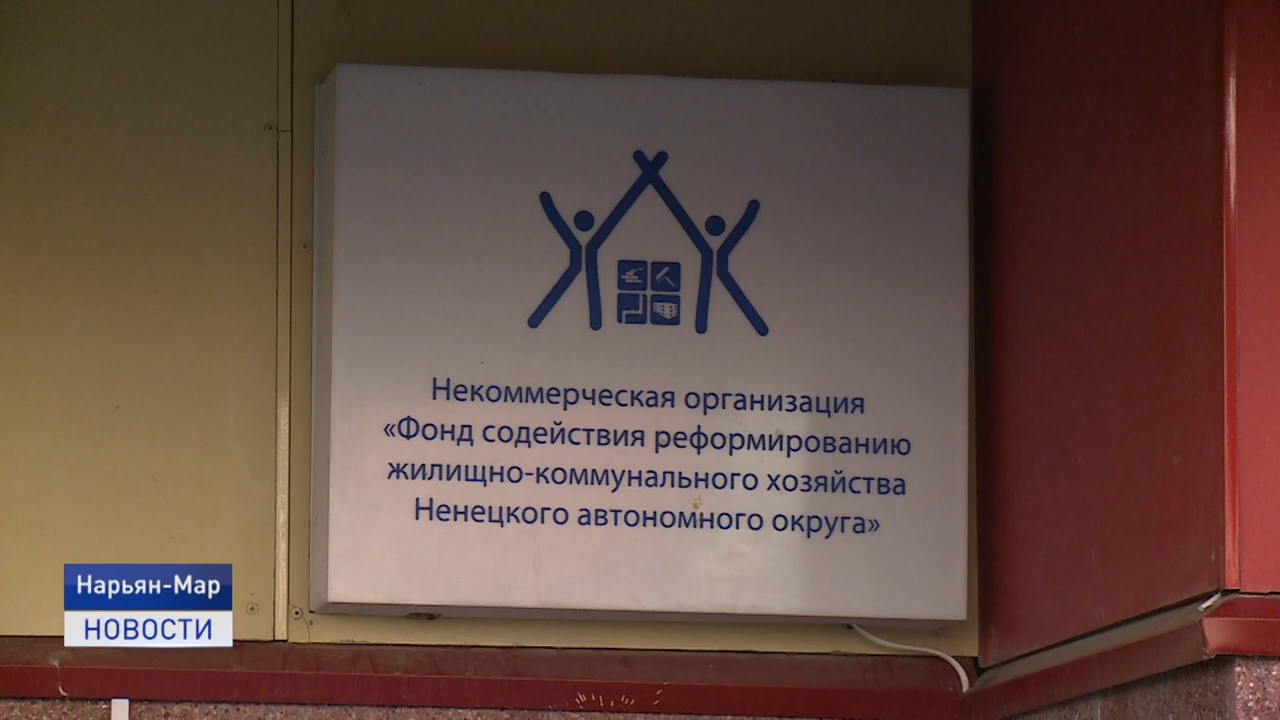 Некоммерческая организация
«Фонд содействия реформированию
жилищно-коммунального хозяйства
Ненецкого автономного округа»
Нарьян-Мар
НОВОСТИ